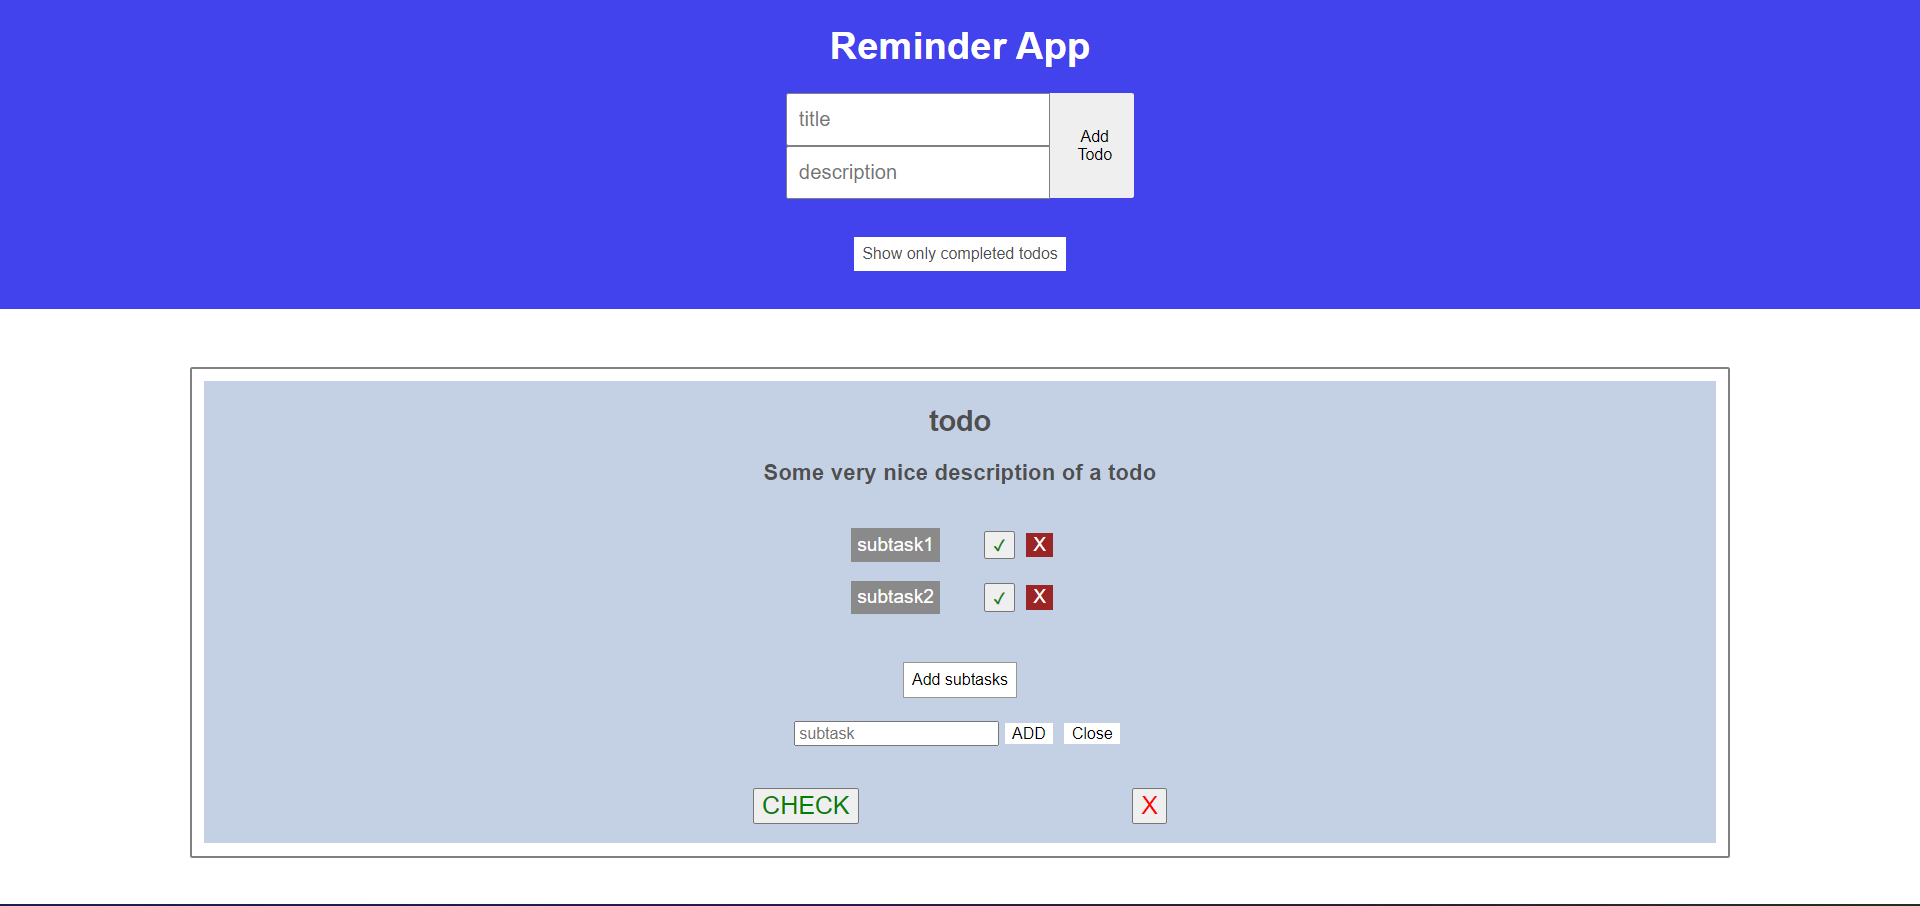 Reminder App
title
description
Add
Todo
Show only completed todos
todo
Some very nice description of a todo
subtask1 ✓ X
subtask2 ✓ X
Add subtasks
subtask ADD Close
CHECK X